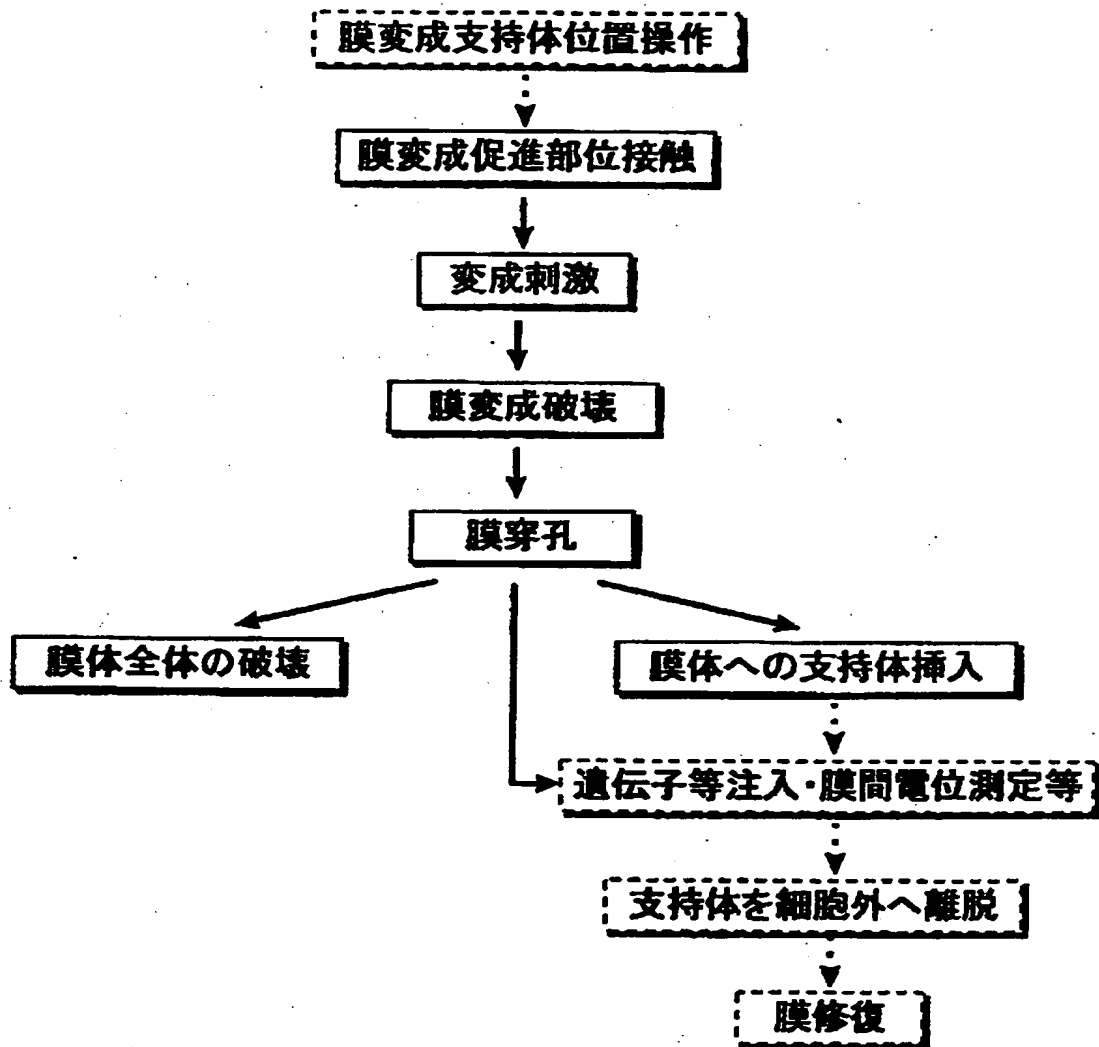 膜変成支持体位置操作
膜変成促進部位接触
変成刺激
膜変成破壊
膜穿孔
膜体全体の破壊
膜体への支持体挿入
遺伝子等注入・膜間電位測定等
支持体を細胞外へ離脱
膜修復